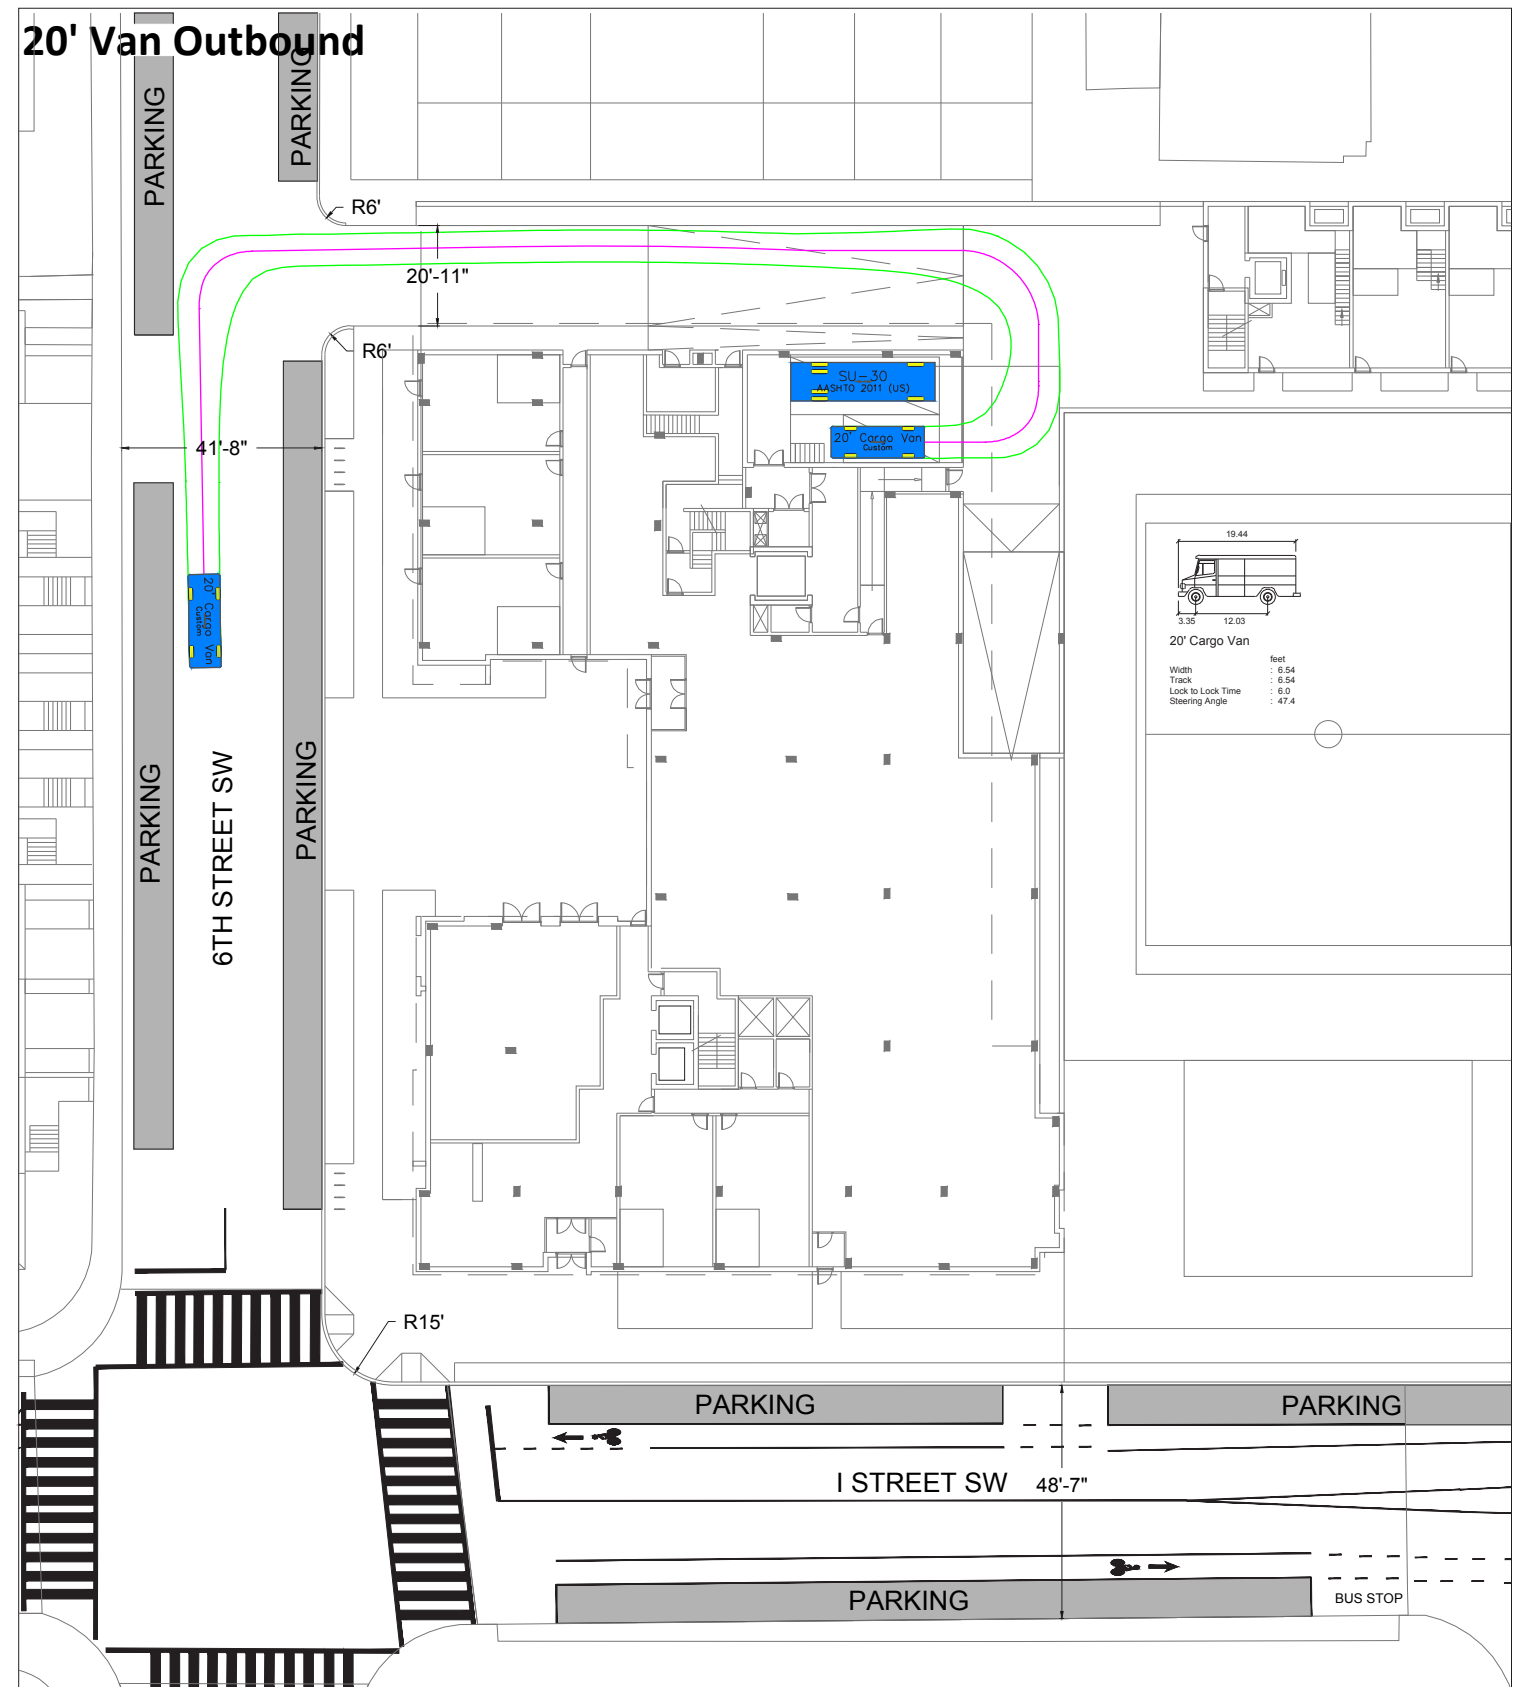 20' Van Outbound
PARKING
PARKING
R6'
20'-11"
R6'
SU-30
AASHTO 2011 (US)
20' Cargo Van
Custom
41'-8"
19.44
3.35
12.03
20' Cargo Van
feet
Width : 6.54
Track : 6.54
Lock to Lock Time : 6.0
Steering Angle : 47.4
20' Cargo Van
Custom
PARKING
6TH STREET SW
PARKING
R15'
PARKING
PARKING
I STREET SW
48'-7"
PARKING
BUS STOP